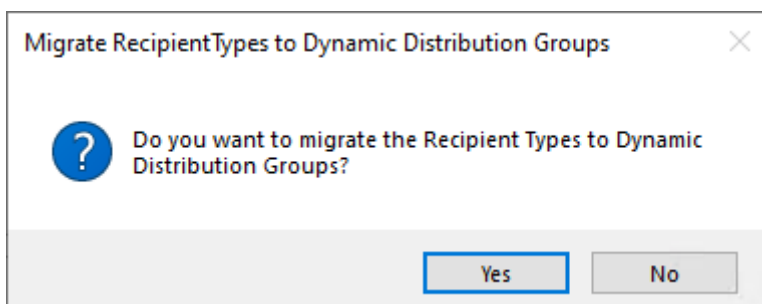 Migrate RecipientTypes to Dynamic Distribution Groups
Do you want to migrate the Recipient Types to Dynamic
Distribution Groups?
Yes
No